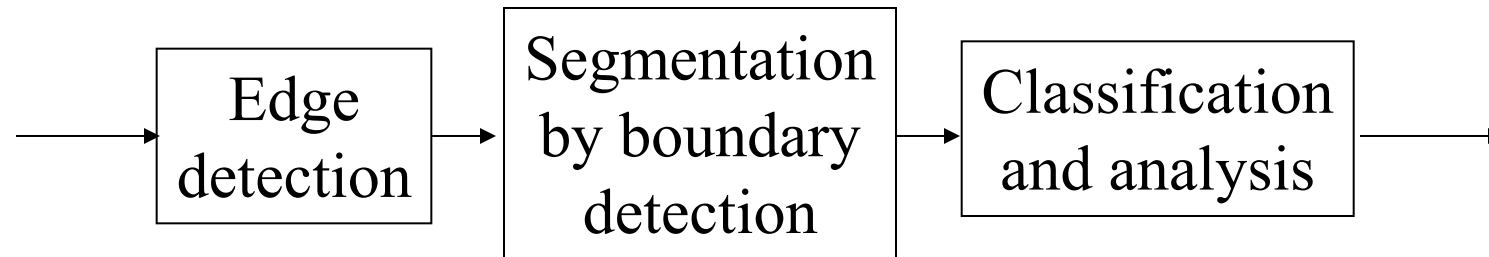 Edge
detection
Segmentation
by boundary
detection
Classification
and analysis